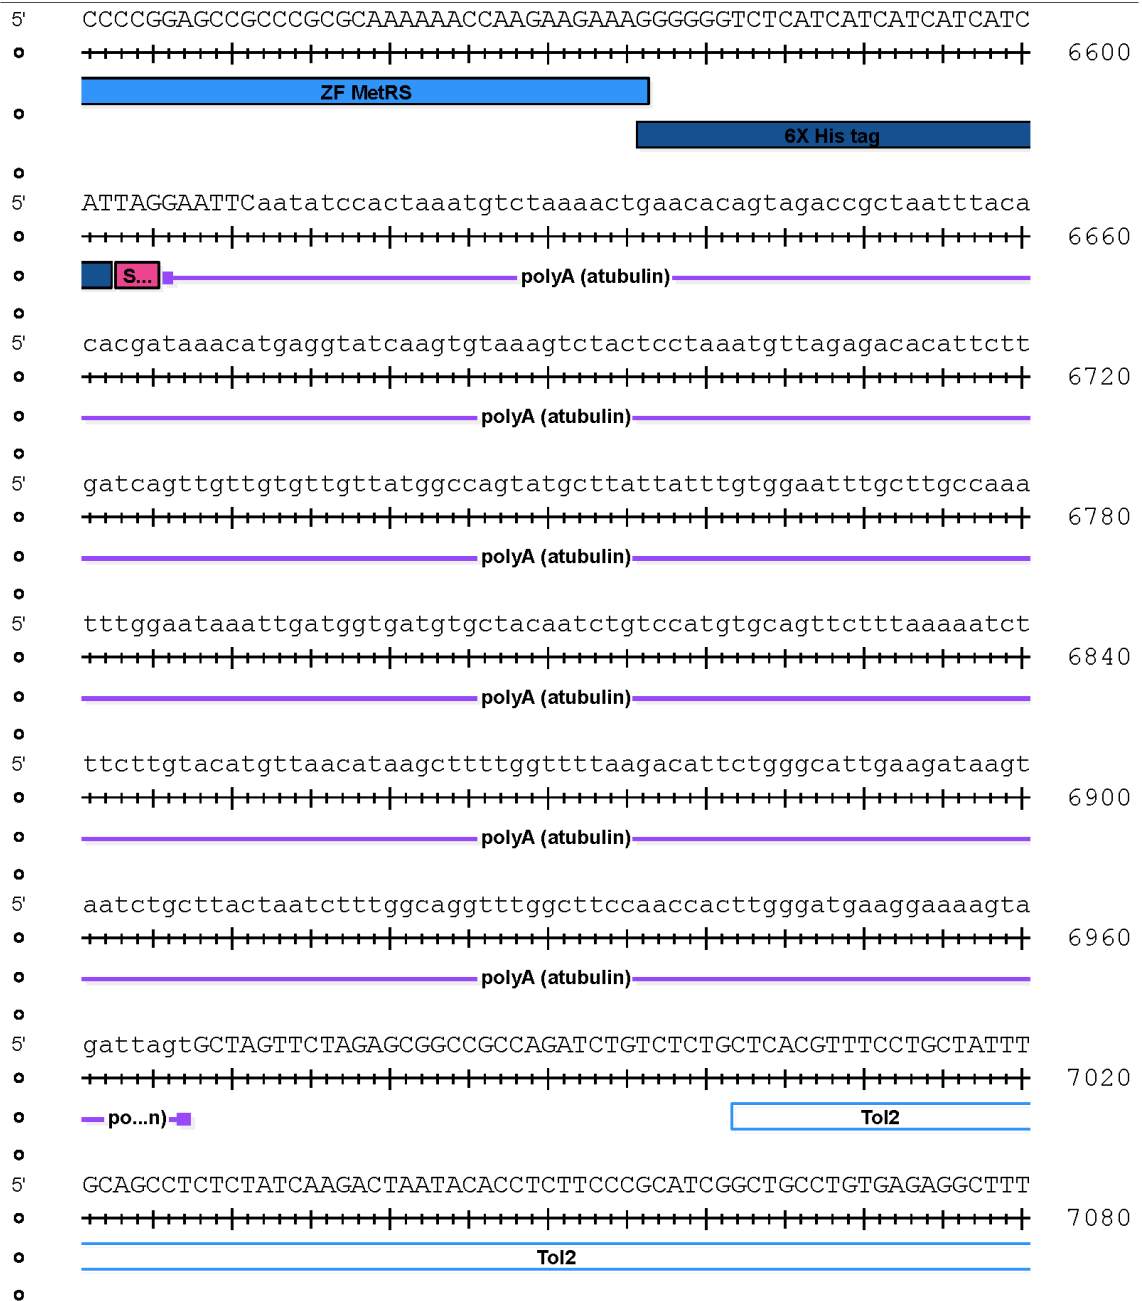 5' CCCCGGAGCCGCCCGCGCAAAAAACCAAGAAGAAAGGGGGGTCTCATCATCATCATCATC
6600
ZF MetRS
6X His tag
5' ATTAGGAATTCaatatccactaaatgtctaaaactgaacacagtagaccgctaatttaca
6660
S... polyA (atubulin)
5' cacgataaacatgaggtatcaagtgtaaagtctactcctaaatgttagagacacattctt
6720
polyA (atubulin)
5' gatcagttgttgtgttgttatggccagtatgcttattatttgtggaatttgcttgccaaa
6780
polyA (atubulin)
5' tttggaataaattgatggtgatgtgctacaatctgtccatgtgcagttctttaaaaatct
6840
polyA (atubulin)
5' ttcttgtacatgttaacataagcttttggttttaagacattctgggcattgaagataagt
6900
polyA (atubulin)
5' aatctgcttactaatctttggcaggtttggcttccaaccacttgggatgaaggaaaagta
6960
polyA (atubulin)
5' gattagtGCTAGTTCTAGAGCGGCCGCCAGATCTGTCTCTGCTCACGTTTCCTGCTATTT
7020
po...n) Tol2
5' GCAGCCTCTCTATCAAGACTAATACACCTCTTCCCGCATCGGCTGCCTGTGAGAGGCTTT
7080
Tol2